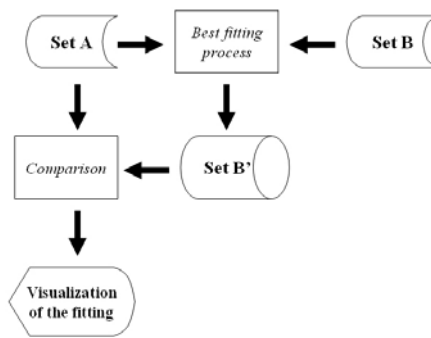 Set A
Best fitting
process
Set B
Comparison
Set B'
Visualization
of the fitting